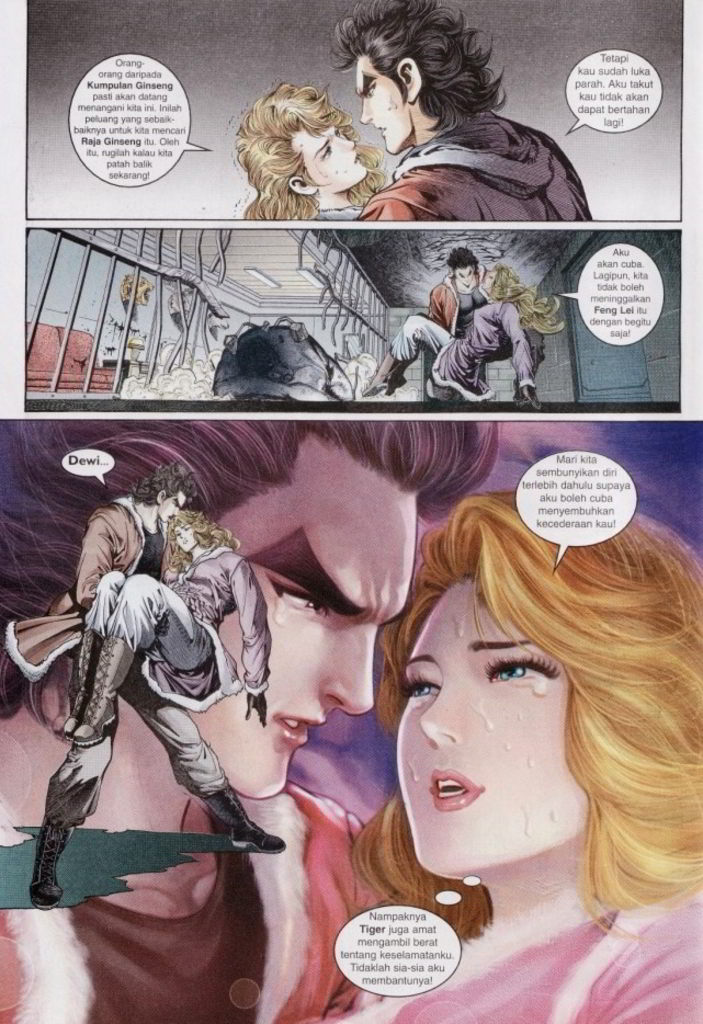 Orang-
orang daripada
Kumpulan Ginseng
pasti akan datang
menangani kita ini. Inilah
peluang yang sebaik-
baiknya untuk kita mencari
Raja Ginseng itu. Oleh
itu, rugilah kalau kita
patah balik
sekarang!
Tetapi
kau sudah luka
parah. Aku takut
kau tidak akan
dapat bertahan
lagi!
Aku
akan cuba.
Lagipun, kita
tidak boleh
meninggalkan
Feng Lei itu
dengan begitu
saja!
Dewi...
Mari kita
sembunyikan diri
terlebih dahulu supaya
aku boleh cuba
menyembuhkan
kecederaan kau!
Nampaknya
Tiger juga amat
mengambil berat
tentang keselamatanku.
Tidaklah sia-sia aku
membantunya!